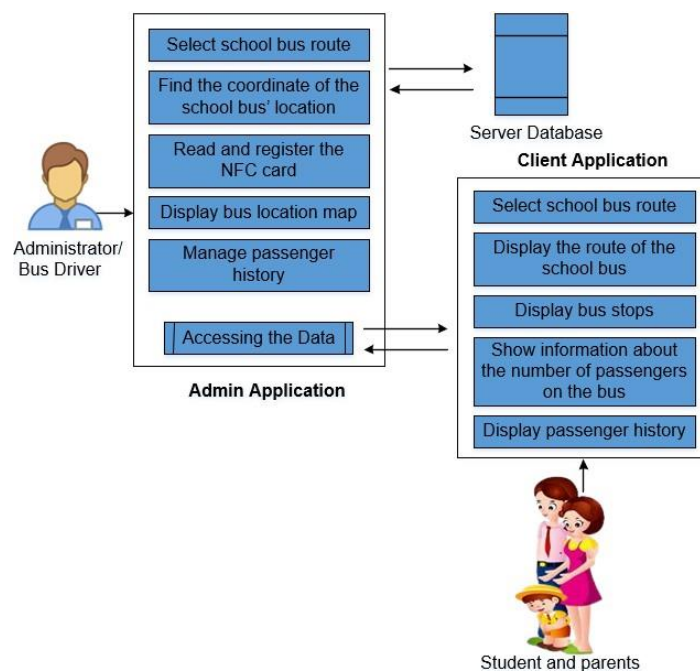 Select school bus route
Find the coordinate of the
school bus' location
Read and register the
NFC card
Display bus location map
Manage passenger
history
Accessing the Data
Admin Application
Administrator/
Bus Driver
Server Database
Client Application
Select school bus route
Display the route of the
school bus
Display bus stops
Show information about
the number of passengers
on the bus
Display passenger history
Student and parents